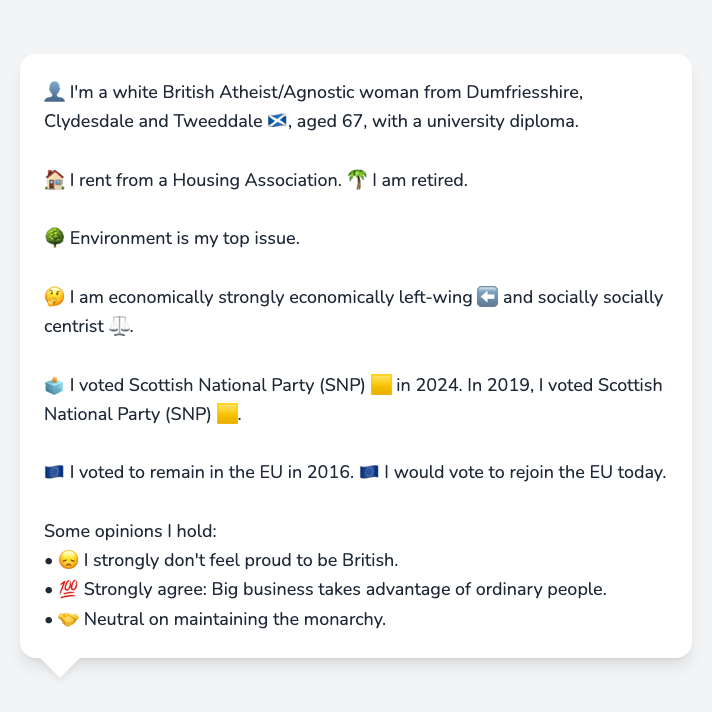 👤 I'm a white British Atheist/Agnostic woman from Dumfriesshire,
Clydesdale and Tweeddale 🏴󠁧󠁢󠁳󠁣󠁴󠁿, aged 67, with a university diploma.
🏠 I rent from a Housing Association. 🌴 I am retired.
🌳 Environment is my top issue.
🤔 I am economically strongly economically left-wing ⬅️ and socially socially
centrist ⚖️.
🗳️ I voted Scottish National Party (SNP) 🟨 in 2024. In 2019, I voted Scottish
National Party (SNP) 🟨.
🇪🇺 I voted to remain in the EU in 2016. 🇪🇺 I would vote to rejoin the EU today.
Some opinions I hold:
• 😞 I strongly don't feel proud to be British.
• 💯 Strongly agree: Big business takes advantage of ordinary people.
• 🤝 Neutral on maintaining the monarchy.